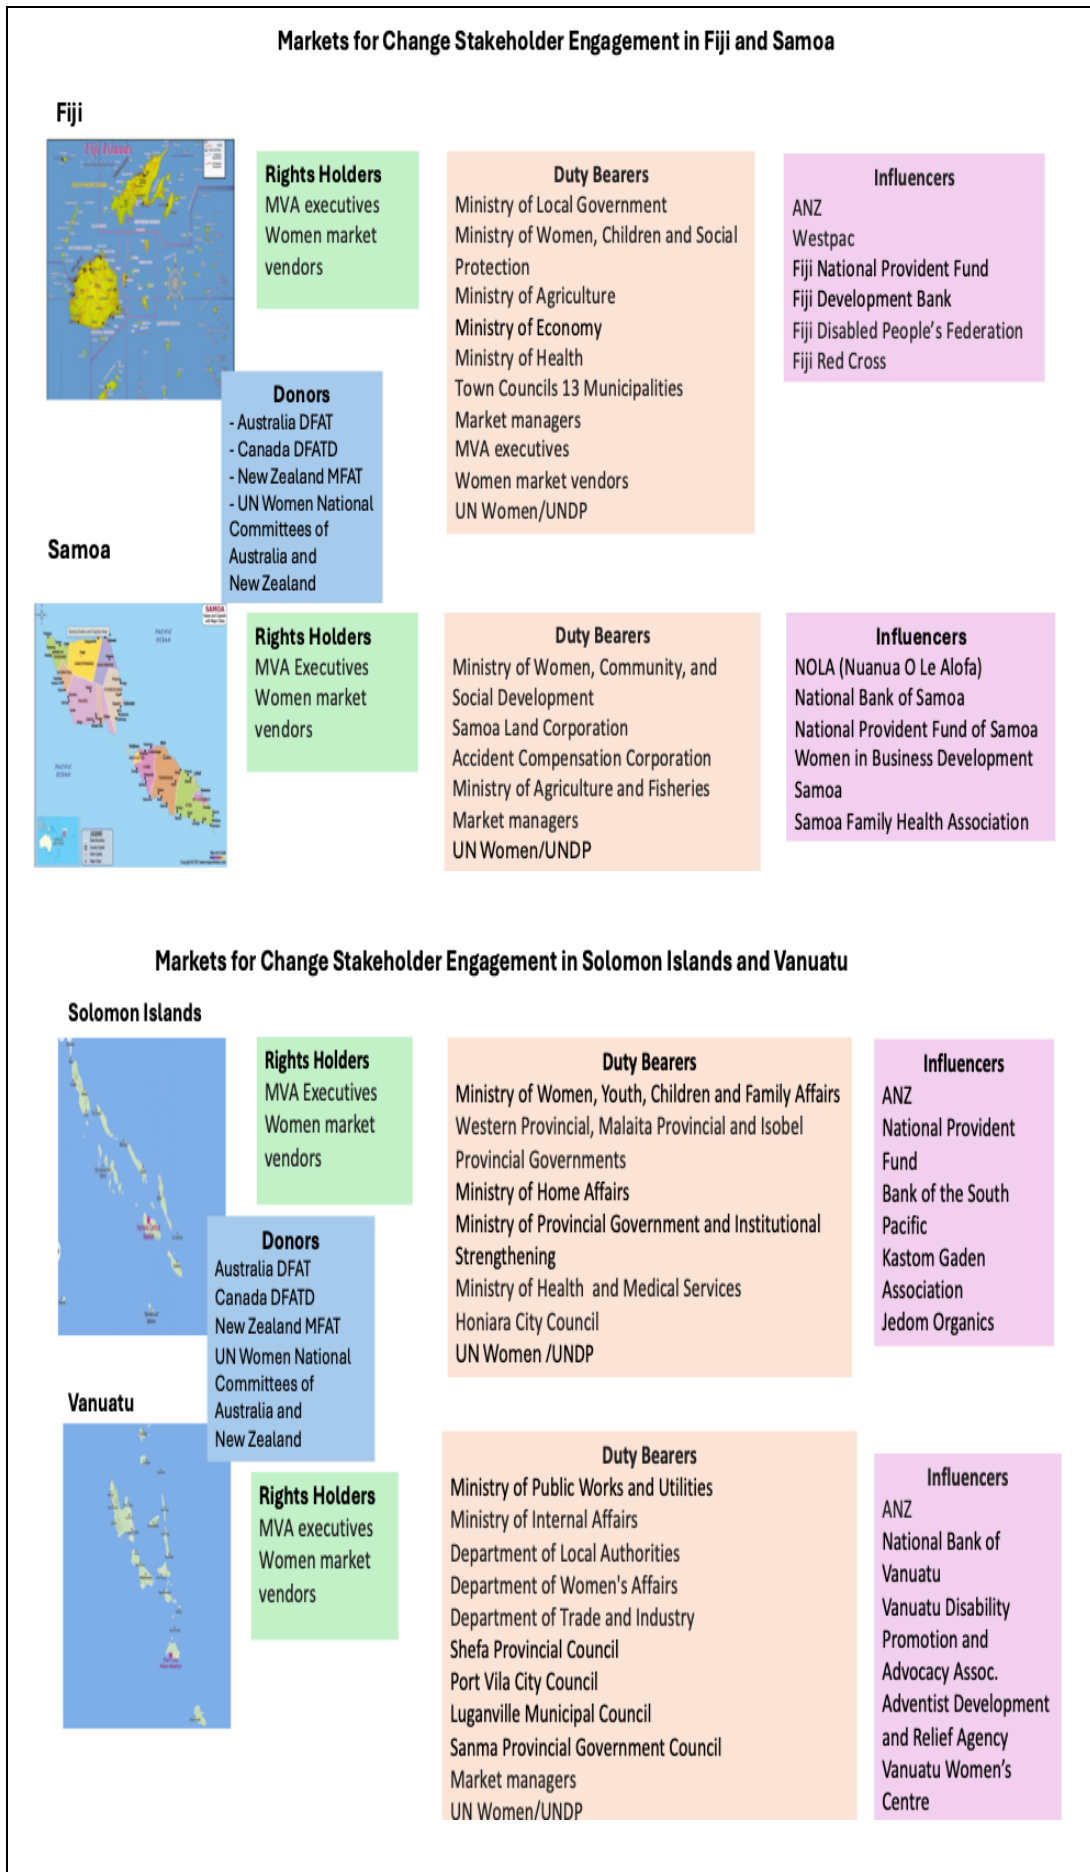 Markets for Change Stakeholder Engagement in Fiji and Samoa
Fiji
Fiji Islands
Rights Holders
MVA executives
Women market
vendors
Duty Bearers
Ministry of Local Government
Ministry of Women, Children and Social
Protection
Ministry of Agriculture
Ministry of Economy
Ministry of Health
Town Councils 13 Municipalities
Market managers
MVA executives
Women market vendors
UN Women/UNDP
Influencers
ANZ
Westpac
Fiji National Provident Fund
Fiji Development Bank
Fiji Disabled People’s Federation
Fiji Red Cross
Donors
- Australia DFAT
- Canada DFATD
- New Zealand MFAT
- UN Women National
Committees of
Australia and
New Zealand
Samoa
SAMOA
PACIFIC
OCEAN
PACIFIC
OCEAN
Rights Holders
MVA Executives
Women market
vendors
Duty Bearers
Ministry of Women, Community, and
Social Development
Samoa Land Corporation
Accident Compensation Corporation
Ministry of Agriculture and Fisheries
Market managers
UN Women/UNDP
Influencers
NOLA (Nuanua O Le Alofa)
National Bank of Samoa
National Provident Fund of Samoa
Women in Business Development
Samoa
Samoa Family Health Association
Markets for Change Stakeholder Engagement in Solomon Islands and Vanuatu
Solomon Islands
Rights Holders
MVA Executives
Women market
vendors
Duty Bearers
Ministry of Women, Youth, Children and Family Affairs
Western Provincial, Malaita Provincial and Isobel
Provincial Governments
Ministry of Home Affairs
Ministry of Provincial Government and Institutional
Strengthening
Ministry of Health and Medical Services
Honiara City Council
UN Women /UNDP
Influencers
ANZ
National Provident
Fund
Bank of the South
Pacific
Kastom Gaden
Association
Jedom Organics
Donors
Australia DFAT
Canada DFATD
New Zealand MFAT
UN Women National
Committees of
Australia and
New Zealand
Vanuatu
Rights Holders
MVA executives
Women market
vendors
Duty Bearers
Ministry of Public Works and Utilities
Ministry of Internal Affairs
Department of Local Authorities
Department of Women's Affairs
Department of Trade and Industry
Shefa Provincial Council
Port Vila City Council
Luganville Municipal Council
Sanma Provincial Government Council
Market managers
UN Women/UNDP
Influencers
ANZ
National Bank of
Vanuatu
Vanuatu Disability
Promotion and
Advocacy Assoc.
Adventist Development
and Relief Agency
Vanuatu Women’s
Centre